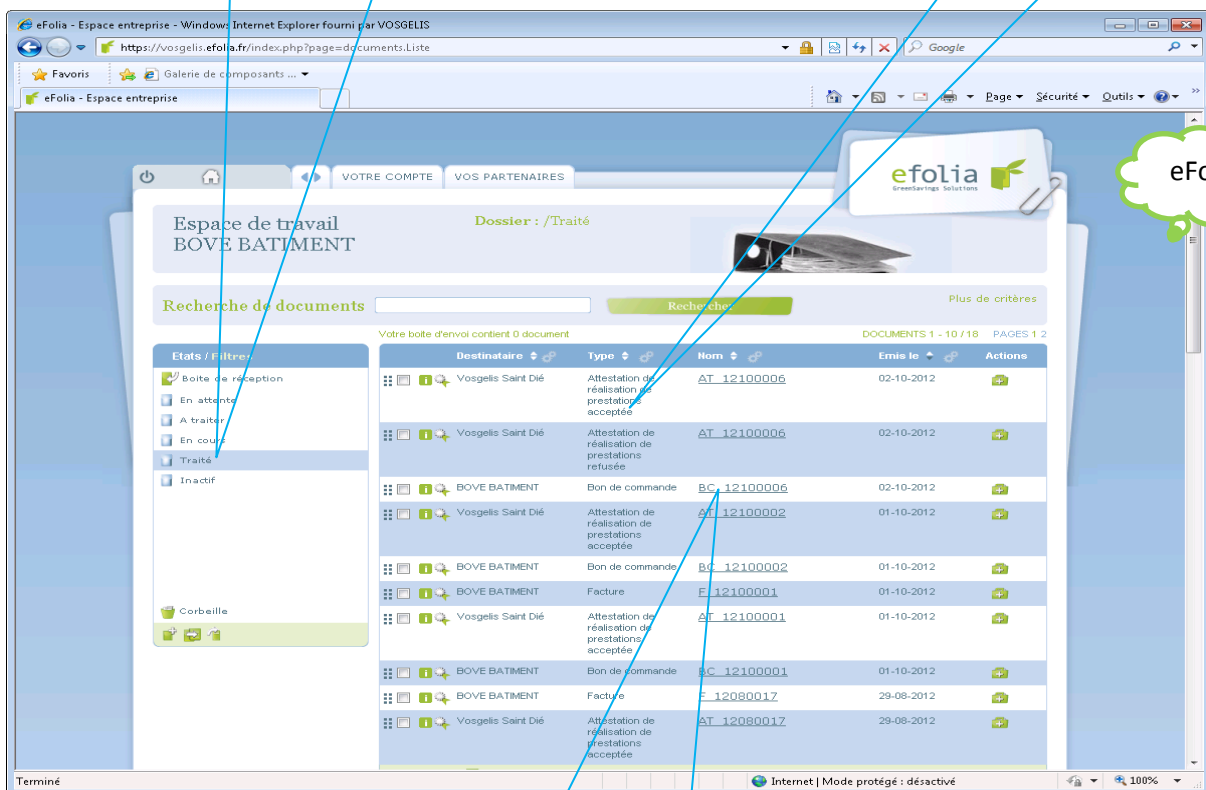 eFolia - Espace entreprise - Windows Internet Explorer fourni par VOSGELIS
https://vosgelis.efolia.fr/index.php?page=documents.Liste
Google
Favoris
Galerie de composants ...
eFolia - Espace entreprise
Page
Sécurité
Outils
VOTRE COMPTE
VOS PARTENAIRES
efolia
GreenSavings Solutions
eFo
Espace de travail
BOVE BATIMENT
Dossier : /Traité
Recherche de documents
Rechercher
Plus de critères
Votre boite d'envoi contient 0 document
DOCUMENTS 1 - 10 / 18 PAGES 1 2
Etats / Filtres
Boite de réception
En attente
A traiter
En cours
Traité
Inactif
Corbeille
Destinataire Type Nom Emis le Actions
Vosgelis Saint Dié Attestation de AT_12100006 02-10-2012
réalisation de
prestations
acceptée
Vosgelis Saint Dié Attestation de AT_12100006 02-10-2012
réalisation de
prestations
refusée
BOVE BATIMENT Bon de commande BC_12100006 02-10-2012
Vosgelis Saint Dié Attestation de AT_12100002 01-10-2012
réalisation de
prestations
acceptée
BOVE BATIMENT Bon de commande BC_12100002 01-10-2012
BOVE BATIMENT Facture F_12100001 01-10-2012
Vosgelis Saint Dié Attestation de AT_12100001 01-10-2012
réalisation de
prestations
acceptée
BOVE BATIMENT Bon de commande BC_12100001 01-10-2012
BOVE BATIMENT Facture F_12080017 29-08-2012
Vosgelis Saint Dié Attestation de AT_12080017 29-08-2012
réalisation de
prestations
acceptée
Terminé
Internet | Mode protégé : désactivé
100%